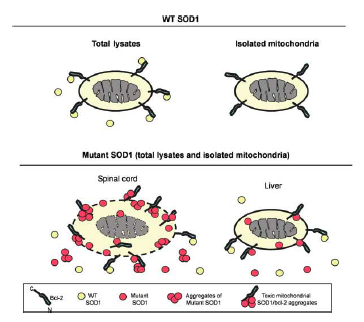 WT SOD1
Total lysates
Isolated mitochondria
Mutant SOD1 (total lysates and isolated mitochondria)
Spinal cord
Liver
C
Bcl-2
N
WT
SOD1
Mutant
SOD1
Aggregates of
Mutant SOD1
Toxic mitochondrial
SOD1/bcl-2 aggregates